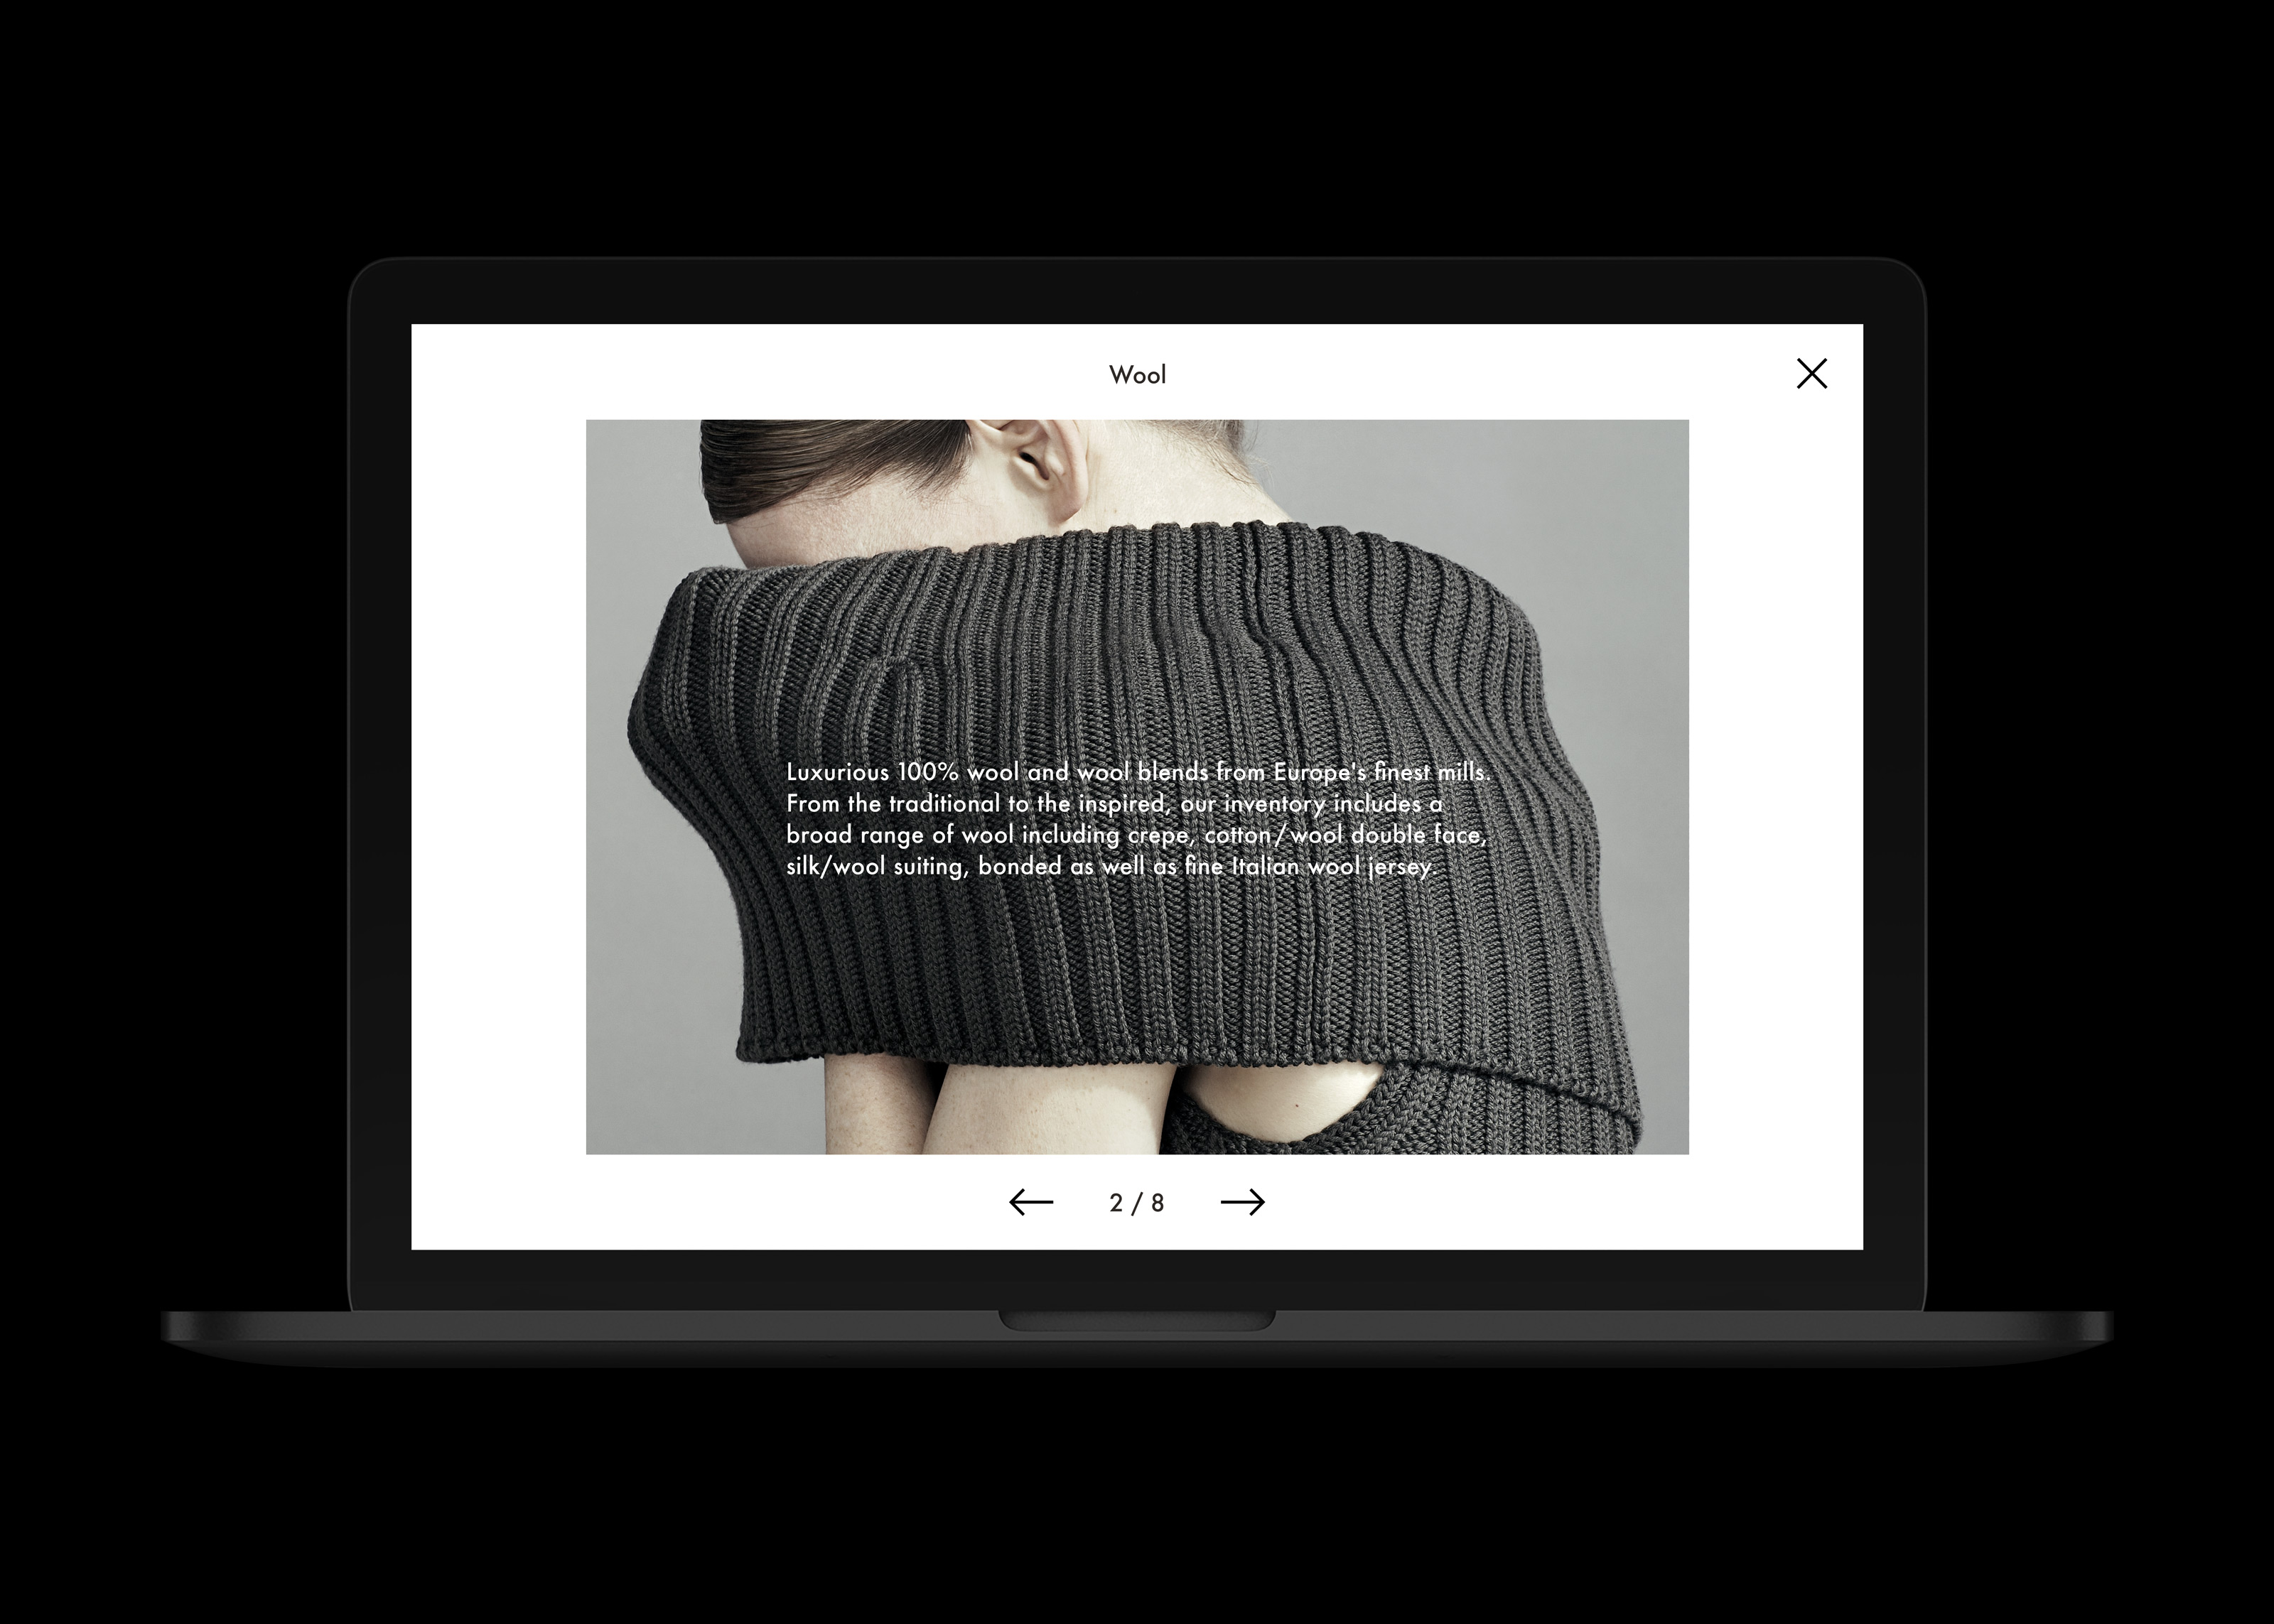 Wool
Luxurious 100% wool and wool blends from Europe's finest mills.
From the traditional to the inspired, our inventory includes a
broad range of wool including crepe, cotton/wool double face,
silk/wool suiting, bonded as well as fine Italian wool jersey.
2 / 8